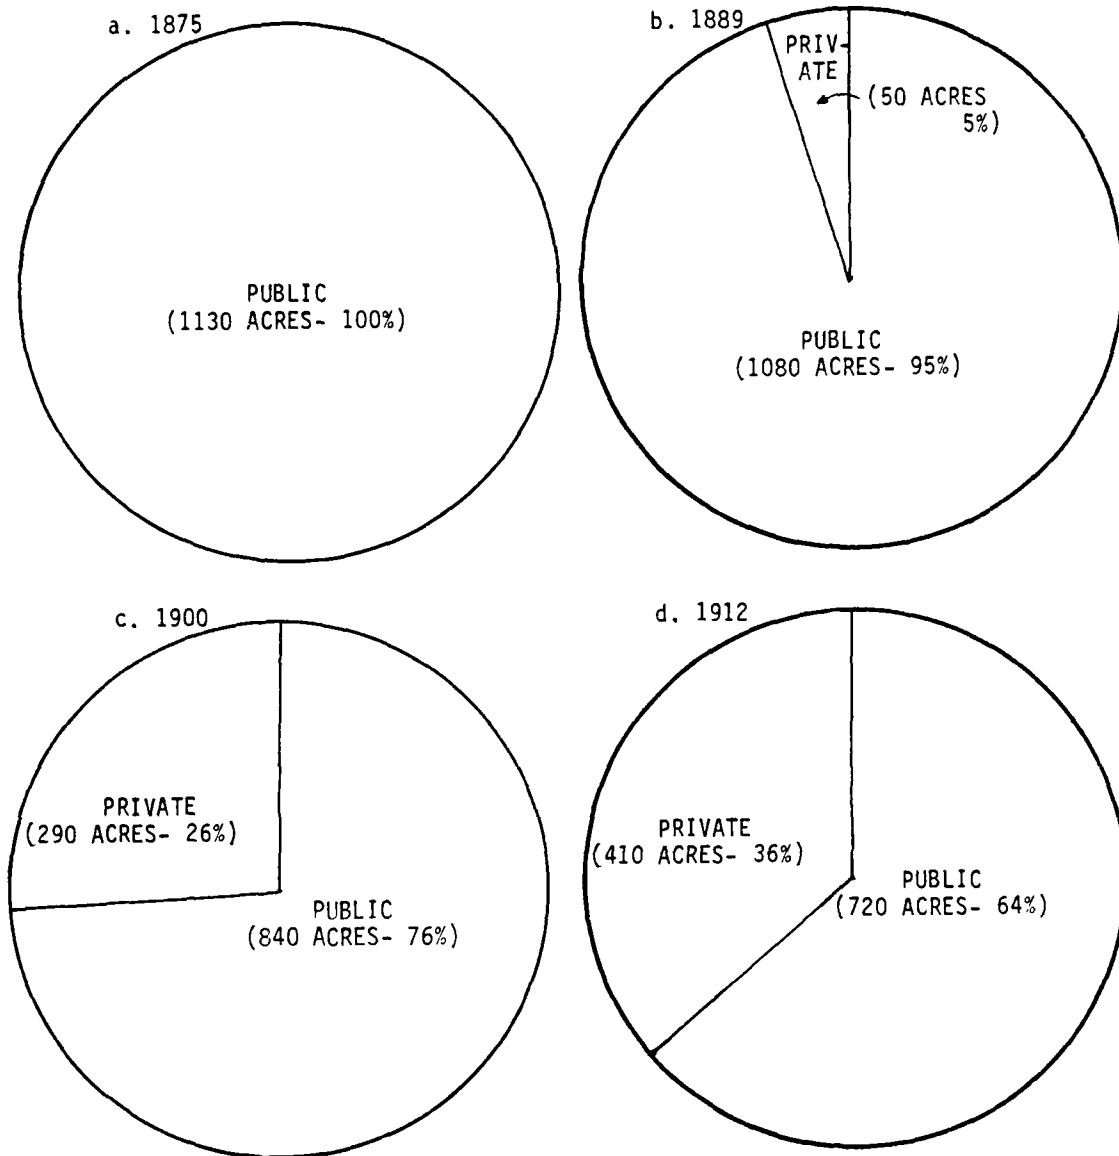 a. 1875
PUBLIC
(1130 ACRES- 100%)
b. 1889
PRIV-
ATE
(50 ACRES
5%)
PUBLIC
(1080 ACRES- 95%)
c. 1900
PRIVATE
(290 ACRES- 26%)
PUBLIC
(840 ACRES- 76%)
d. 1912
PRIVATE
(410 ACRES- 36%)
PUBLIC
(720 ACRES- 64%)